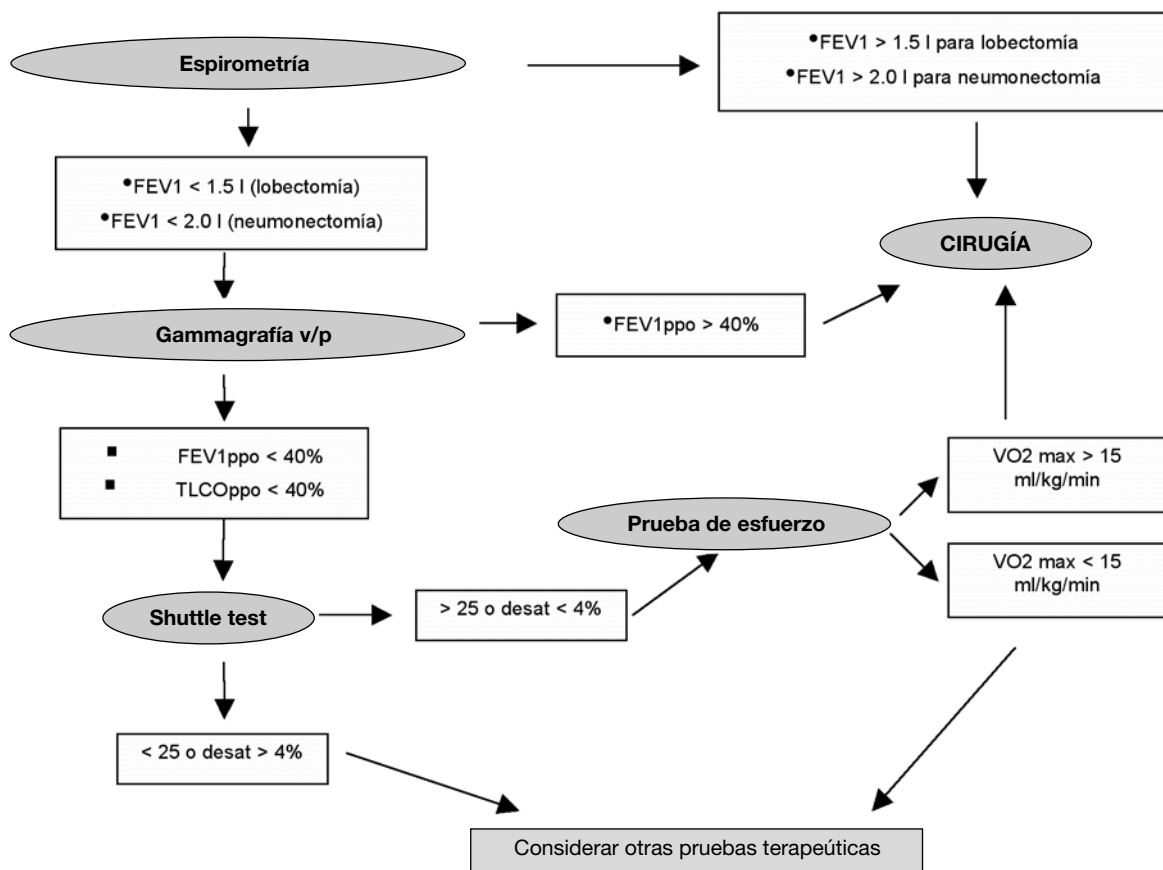 Espirometría
•FEV1 > 1.5 l para lobectomía
•FEV1 > 2.0 l para neumonectomía
•FEV1 < 1.5 l (lobectomía)
•FEV1 < 2.0 l (neumonectomía)
CIRUGÍA
Gammagrafía v/p
•FEV1ppo > 40%
▪ FEV1ppo < 40%
▪ TLCOppo < 40%
VO2 max > 15
ml/kg/min
Prueba de esfuerzo
VO2 max < 15
ml/kg/min
Shuttle test
> 25 o desat < 4%
< 25 o desat > 4%
Considerar otras pruebas terapeúticas